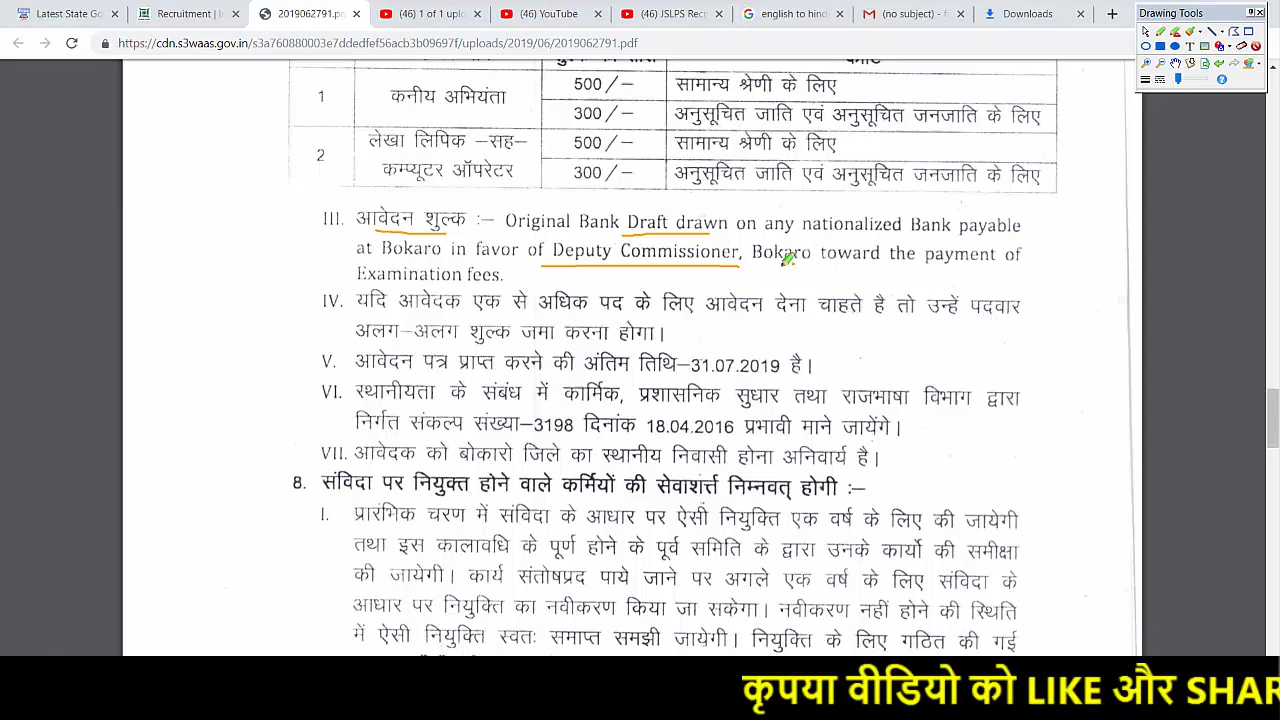 Latest State Go
Recruitment | In
2019062791.p
(46) 1 of 1 uplo
(46) YouTube
(46) JSLPS Recu
english to hindi
(no subject) - f
Downloads
Drawing Tools
https://cdn.s3waas.gov.in/s3a760880003e7ddedfef56acb3b09697f/uploads/2019/06/2019062791.pdf
1 कनीय अभियंता 500/– सामान्य श्रेणी के लिए
300/– अनुसूचित जाति एवं अनुसूचित जनजाति के लिए
2 लेखा लिपिक –सह– 500/– सामान्य श्रेणी के लिए
कम्प्यूटर ऑपरेटर 300/– अनुसूचित जाति एवं अनुसूचित जनजाति के लिए
III. आवेदन शुल्क :– Original Bank Draft drawn on any nationalized Bank payable
at Bokaro in favor of Deputy Commissioner, Bokaro toward the payment of
Examination fees.
IV. यदि आवेदक एक से अधिक पद के लिए आवेदन देना चाहते है तो उन्हें पदवार
अलग–अलग शुल्क जमा करना होगा।
V. आवेदन पत्र प्राप्त करने की अंतिम तिथि–31.07.2019 है।
VI. स्थानीयता के संबंध में कार्मिक, प्रशासनिक सुधार तथा राजभाषा विभाग द्वारा
निर्गत संकल्प संख्या–3198 दिनांक 18.04.2016 प्रभावी माने जायेंगे।
VII. आवेदक को बोकारो जिले का स्थानीय निवासी होना अनिवार्य है।
8. संविदा पर नियुक्त होने वाले कर्मियों की सेवाशर्त्त निम्नवत् होगी :–
I. प्रारंभिक चरण में संविदा के आधार पर ऐसी नियुक्ति एक वर्ष के लिए की जायेगी
तथा इस कालावधि के पूर्ण होने के पूर्व समिति के द्वारा उनके कार्यो की समीक्षा
की जायेगी। कार्य संतोषप्रद पाये जाने पर अगले एक वर्ष के लिए संविदा के
आधार पर नियुक्ति का नवीकरण किया जा सकेगा। नवीकरण नहीं होने की स्थिति
में ऐसी नियुक्ति स्वतः समाप्त समझी जायेगी। नियुक्ति के लिए गठित की गई
कृपया वीडियो को LIKE और SHAR